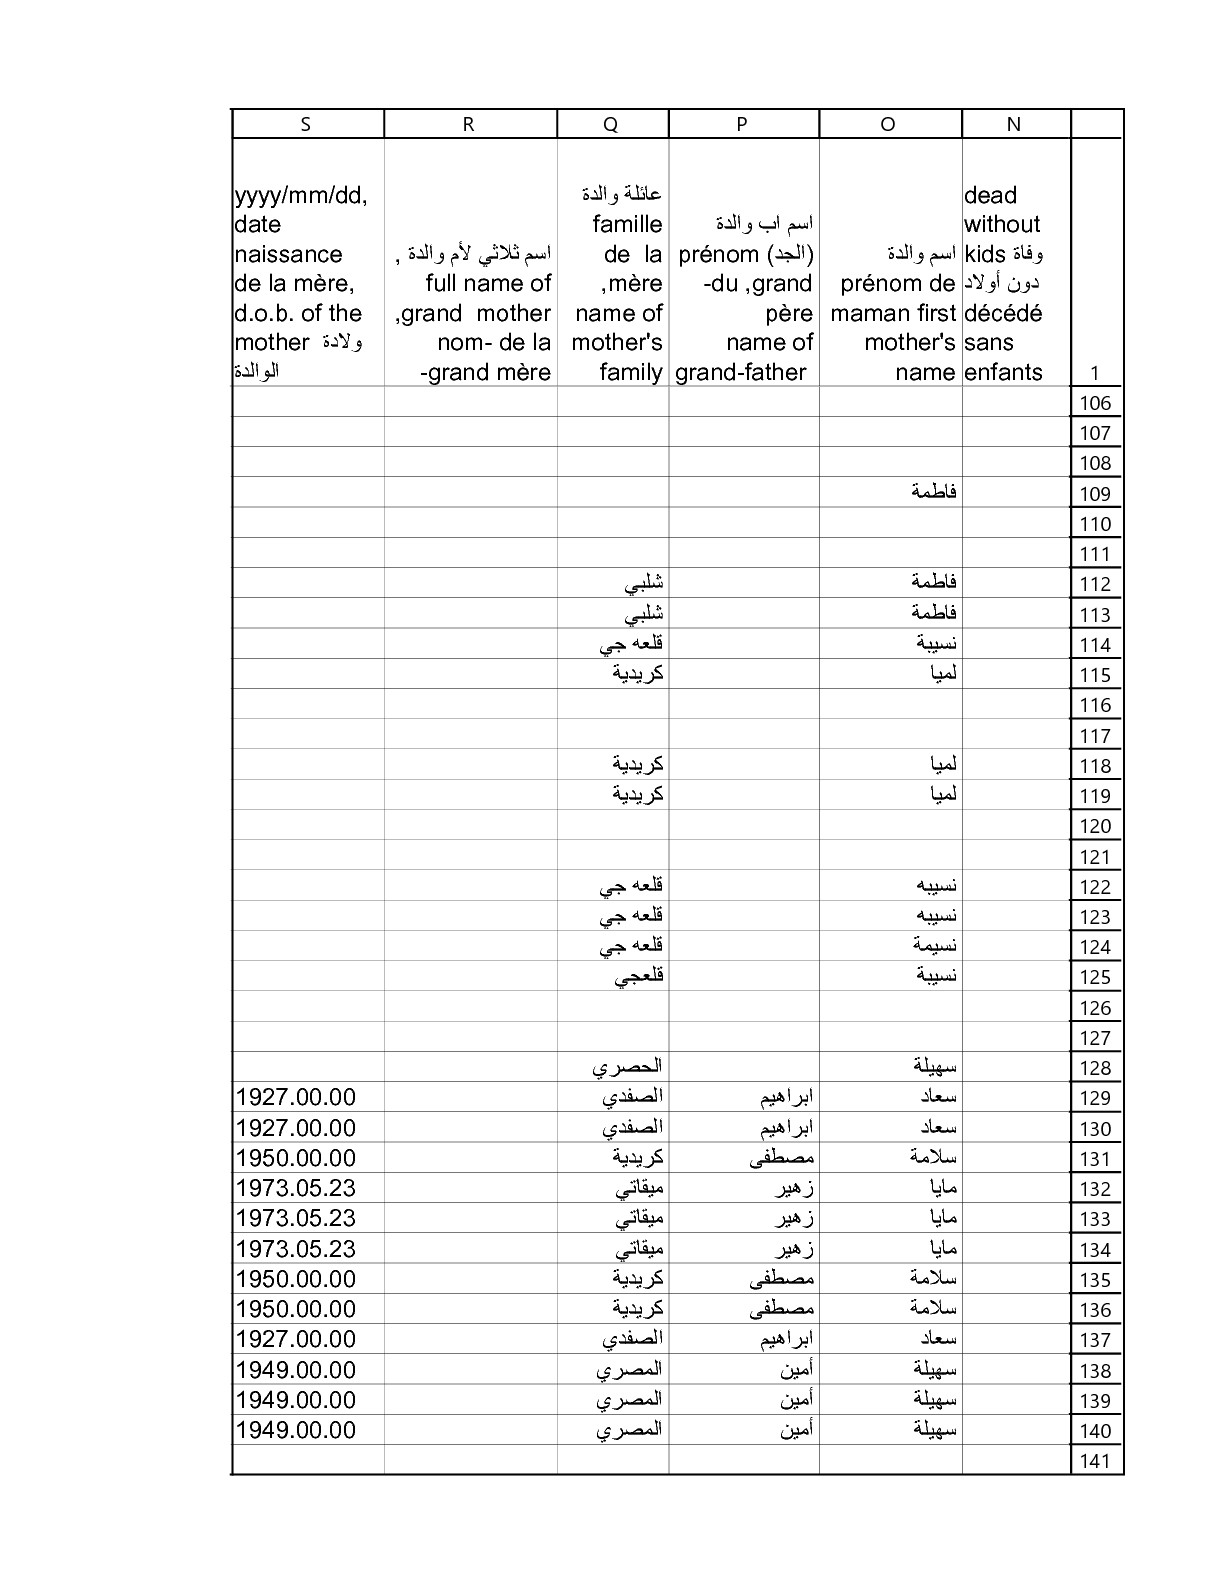 S R Q P O N
yyyy/mm/dd, date naissance de la mère, d.o.b. of the mother ولادة الوالدة
اسم ثلاثي لأم والدة , full name of grand mother, nom- de la grand mère-
عائلة والدة famille de la mère, name of mother's family
اسم اب والدة (الجد) prénom du ,grand- père name of grand-father
اسم والدة prénom de maman first mother's name
dead without kids وفاة دون أولاد décédé sans enfants
1
106
107
108
فاطمة 109
110
111
شلبي فاطمة 112
شلبي فاطمة 113
قلعه جي نسيبة 114
كريدية لميا 115
116
117
كريدية لميا 118
كريدية لميا 119
120
121
قلعه جي نسيبه 122
قلعه جي نسيبه 123
قلعه جي نسيمة 124
قلعجي نسيبة 125
126
127
الحصري سهيلة 128
1927.00.00 الصفدي ابراهيم سعاد 129
1927.00.00 الصفدي ابراهيم سعاد 130
1950.00.00 كريدية مصطفى سلامة 131
1973.05.23 ميقاتي زهير مايا 132
1973.05.23 ميقاتي زهير مايا 133
1973.05.23 ميقاتي زهير مايا 134
1950.00.00 كريدية مصطفى سلامة 135
1950.00.00 كريدية مصطفى سلامة 136
1927.00.00 الصفدي ابراهيم سعاد 137
1949.00.00 المصري أمين سهيلة 138
1949.00.00 المصري أمين سهيلة 139
1949.00.00 المصري أمين سهيلة 140
141